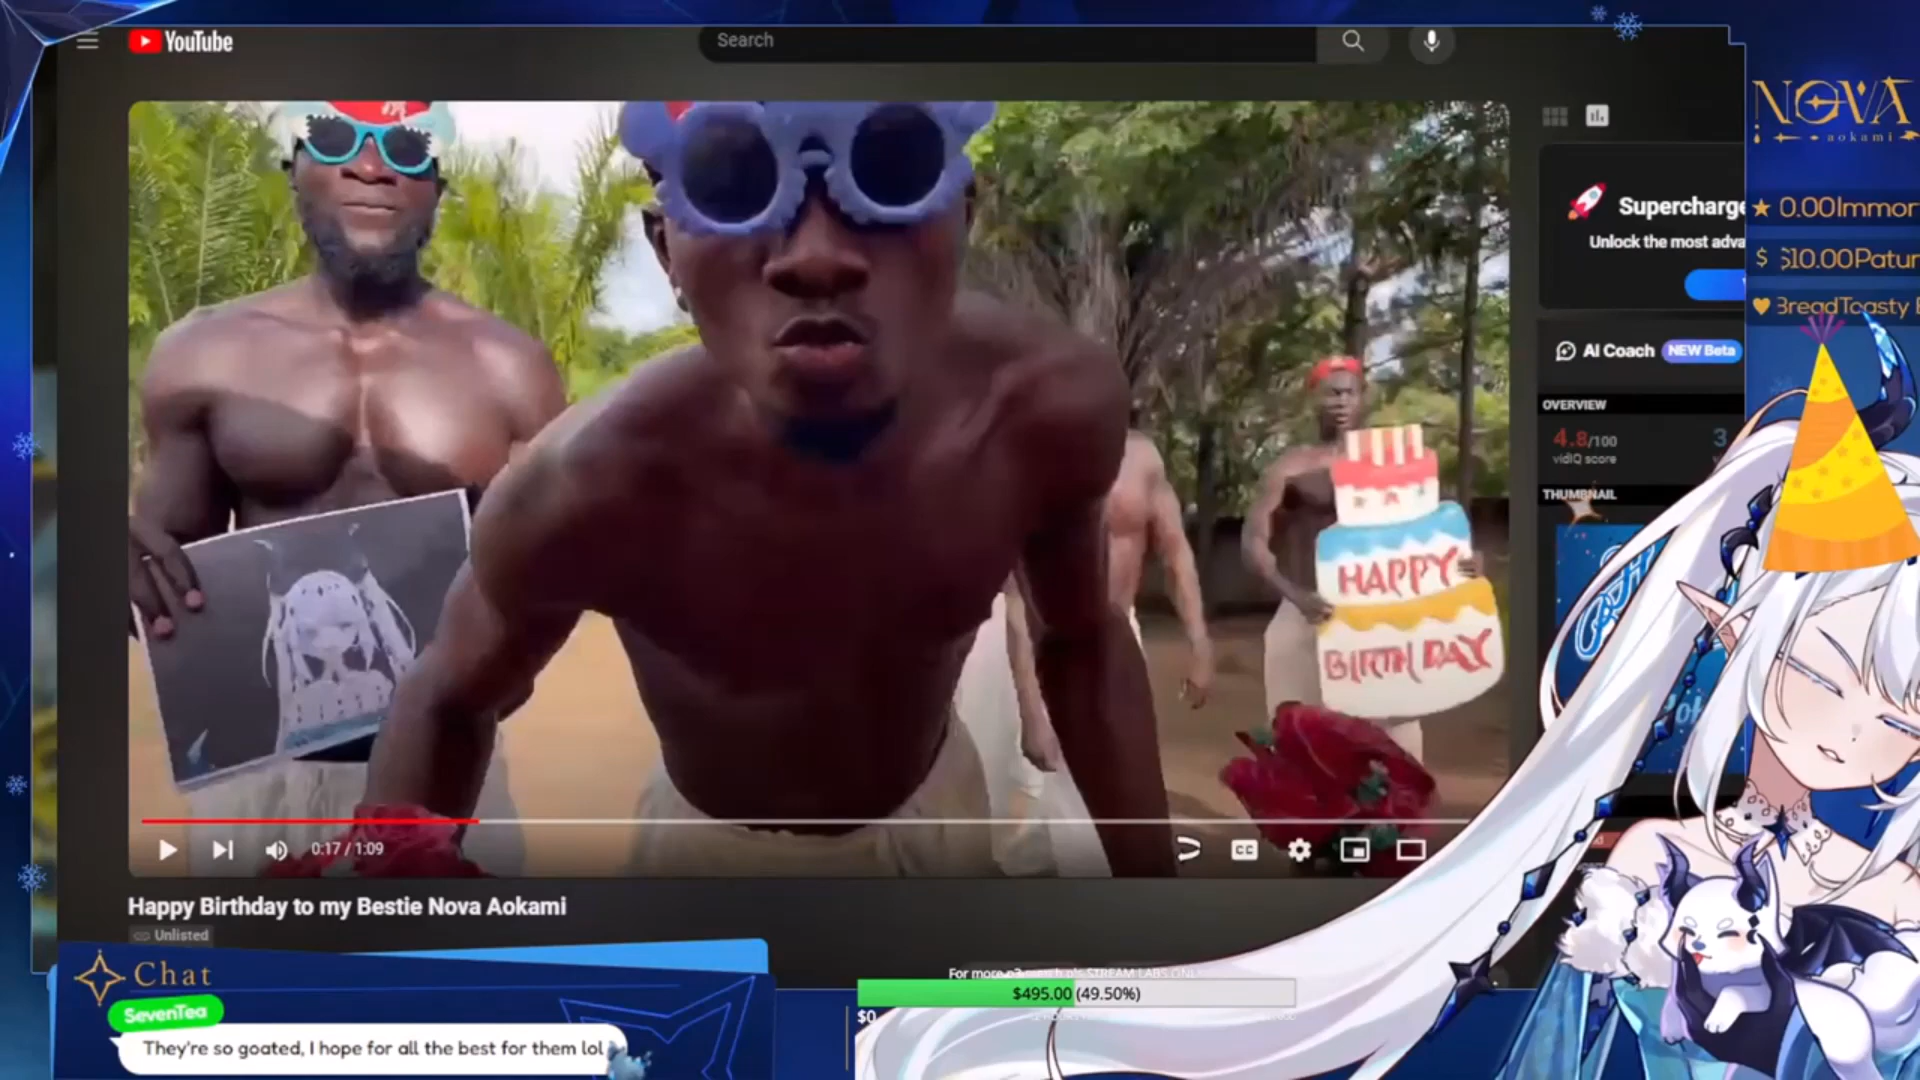 YouTube
Search
NOVA
aokami
Supercharge
Unlock the most adva
0.00Immor
$ $10.00Patur
BreadToasty
AI Coach NEW Beta
OVERVIEW
4.8/100
3
vidIQ score
THUMBNAIL
HAPPY
BIRTHDAY
0:17 / 1:09
CC
Happy Birthday to my Bestie Nova Aokami
Unlisted
Chat
SevenTea
They're so goated, I hope for all the best for them lol
$495.00 (49.50%)
$0